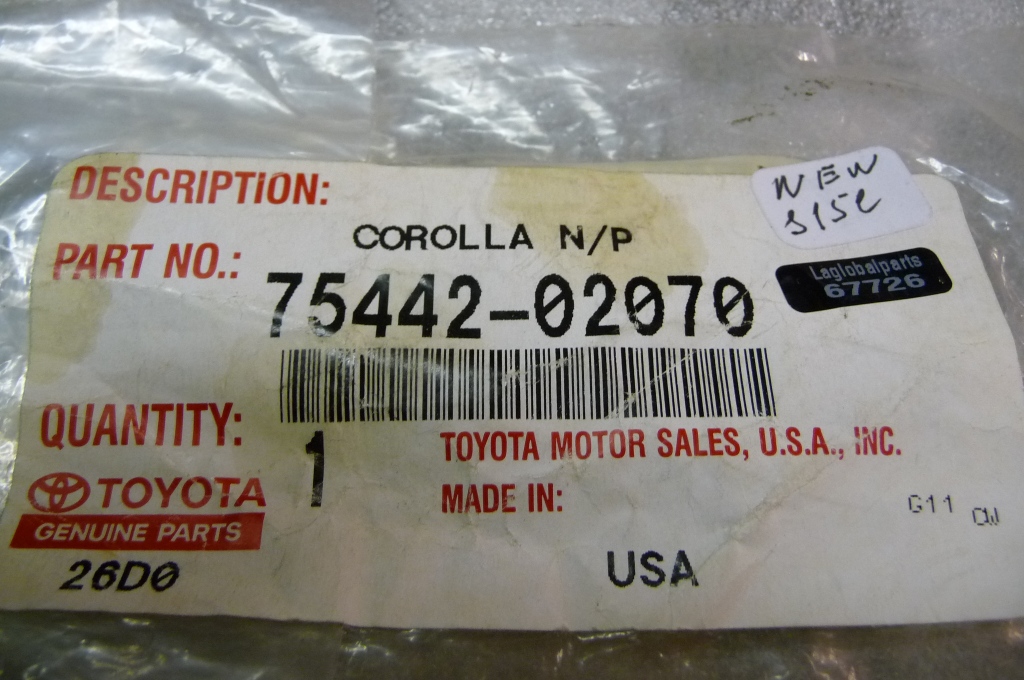 DESCRIPTION:
COROLLA N/P
NEW
PART NO.:
75442-02070
Laglobalparts
67726
QUANTITY:
1
TOYOTA MOTOR SALES, U.S.A., INC.
MADE IN:
TOYOTA
GENUINE PARTS
G11 CW
26D0
USA